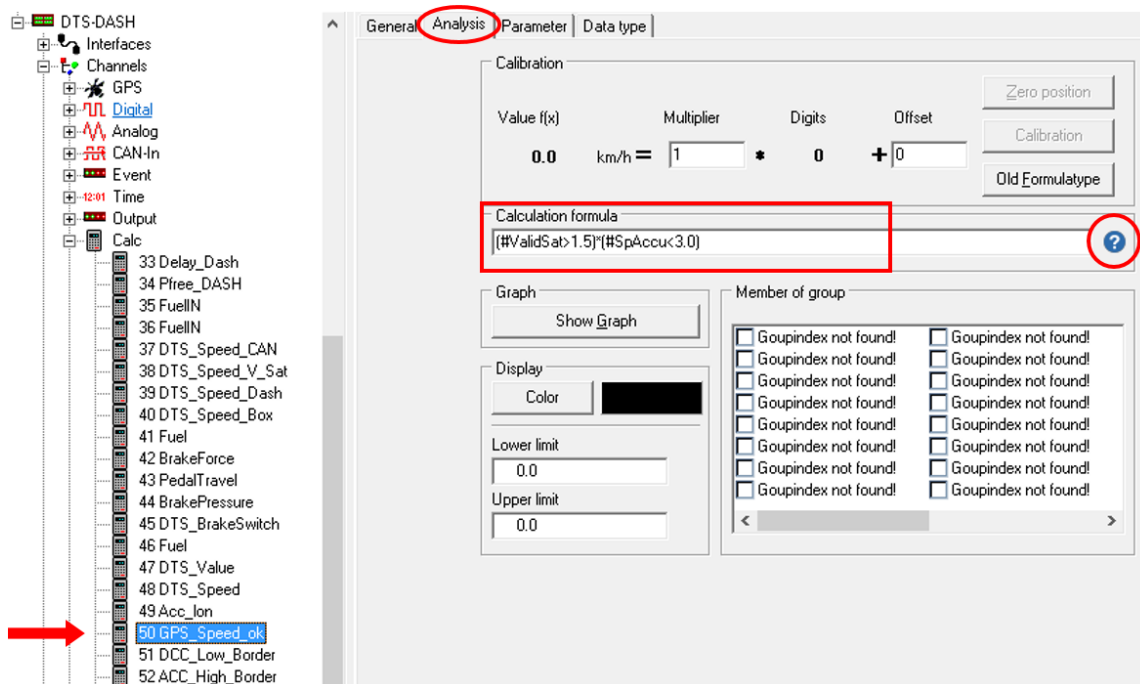 DTS-DASH
Interfaces
Channels
GPS
Digital
Analog
CAN-In
Event
12:01 Time
Output
Calc
33 Delay_Dash
34 Pfree_DASH
35 FuelIN
36 FuelIN
37 DTS_Speed_CAN
38 DTS_Speed_V_Sat
39 DTS_Speed_Dash
40 DTS_Speed_Box
41 Fuel
42 BrakeForce
43 PedalTravel
44 BrakePressure
45 DTS_BrakeSwitch
46 Fuel
47 DTS_Value
48 DTS_Speed
49 Acc_lon
50 GPS_Speed_ok
51 DCC_Low_Border
52 ACC_High_Border
General Analysis Parameter Data type
Calibration
Value f(x) Multiplier Digits Offset
0.0 km/h = 1 * 0 + 0
Zero position
Calibration
Old Formulatype
Calculation formula
(#ValidSat>1.5)*(#SpAccu<3.0)
?
Graph
Show Graph
Display
Color
Lower limit
0.0
Upper limit
0.0
Member of group
Goupindex not found! Goupindex not found!
Goupindex not found! Goupindex not found!
Goupindex not found! Goupindex not found!
Goupindex not found! Goupindex not found!
Goupindex not found! Goupindex not found!
Goupindex not found! Goupindex not found!
Goupindex not found! Goupindex not found!
Goupindex not found! Goupindex not found!